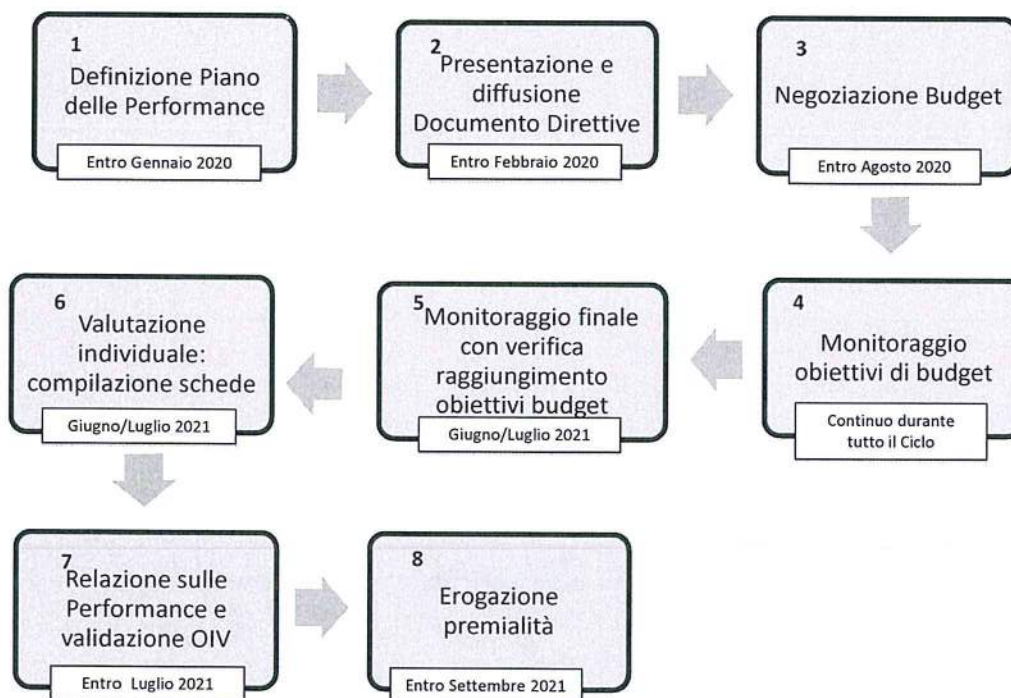 1
Definizione Piano
delle Performance
Entro Gennaio 2020
2
Presentazione e
diffusione
Documento Direttive
Entro Febbraio 2020
3
Negoziazione Budget
Entro Agosto 2020
4
Monitoraggio
obiettivi di budget
Continuo durante
tutto il Ciclo
5
Monitoraggio finale
con verifica
raggiungimento
obiettivi budget
Giugno/Luglio 2021
6
Valutazione
individuale:
compilazione schede
Giugno/Luglio 2021
7
Relazione sulle
Performance e
validazione OIV
Entro Luglio 2021
8
Erogazione
premialità
Entro Settembre 2021